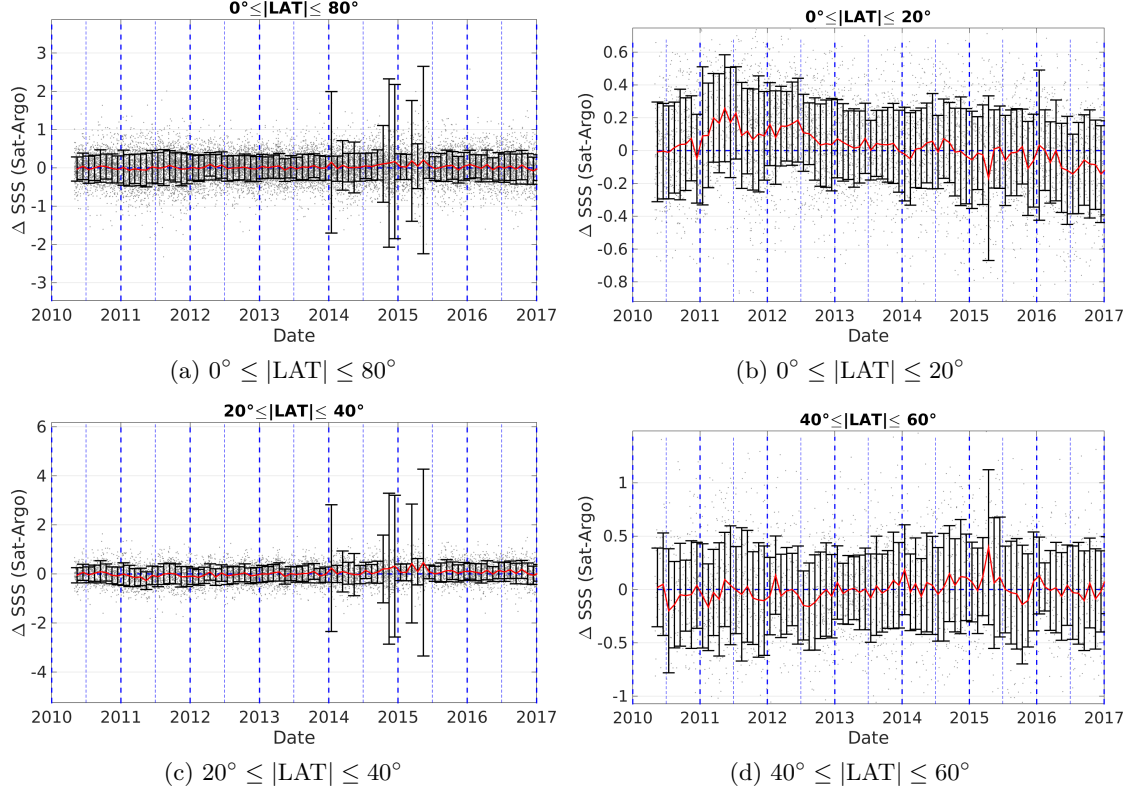 0°≤|LAT|≤ 80°
Δ SSS (Sat-Argo)
3
2
1
0
-1
-2
-3
2010 2011 2012 2013 2014 2015 2016 2017
Date
(a) 0° ≤ |LAT| ≤ 80°
0°≤|LAT|≤ 20°
Δ SSS (Sat-Argo)
0.6
0.4
0.2
0
-0.2
-0.4
-0.6
-0.8
2010 2011 2012 2013 2014 2015 2016 2017
Date
(b) 0° ≤ |LAT| ≤ 20°
20°≤|LAT|≤ 40°
Δ SSS (Sat-Argo)
6
4
2
0
-2
-4
2010 2011 2012 2013 2014 2015 2016 2017
Date
(c) 20° ≤ |LAT| ≤ 40°
40°≤|LAT|≤ 60°
Δ SSS (Sat-Argo)
1
0.5
0
-0.5
-1
2010 2011 2012 2013 2014 2015 2016 2017
Date
(d) 40° ≤ |LAT| ≤ 60°